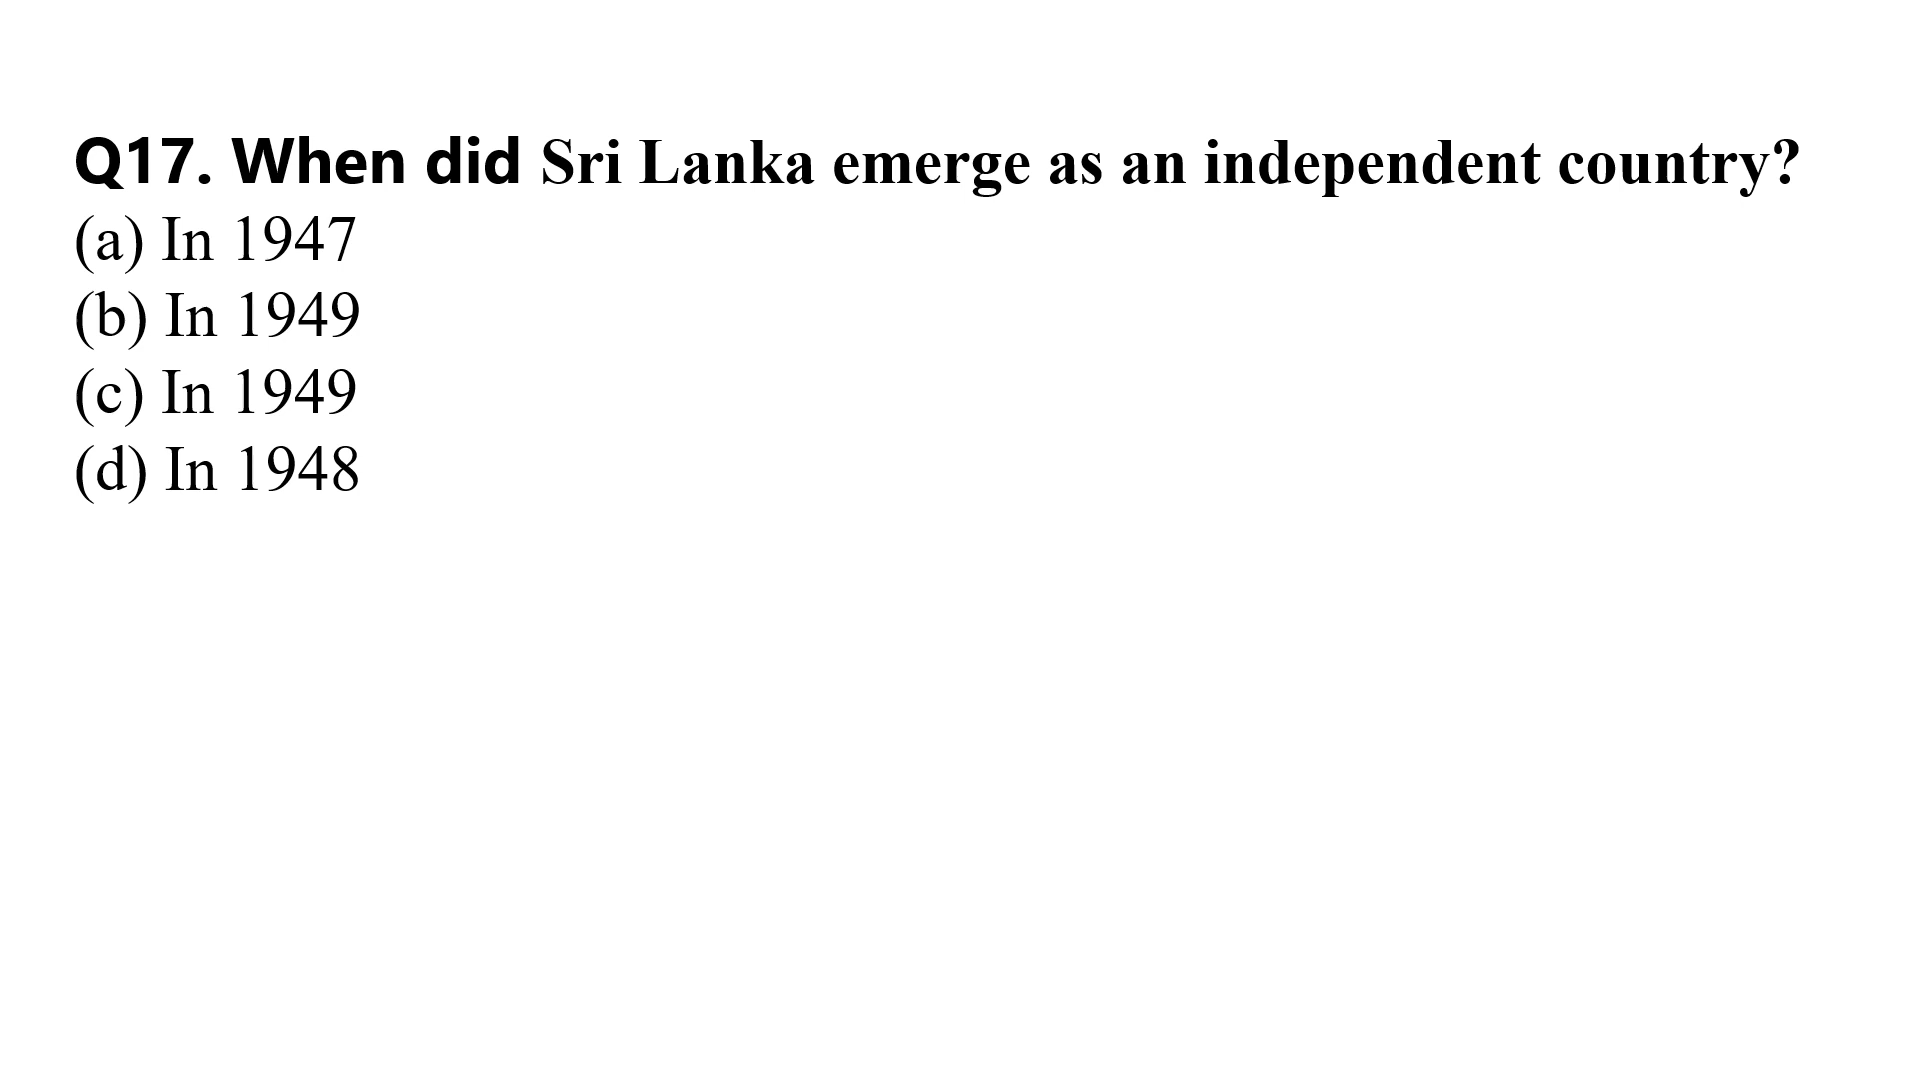 Q17. When did Sri Lanka emerge as an independent country?
(a) In 1947
(b) In 1949
(c) In 1949
(d) In 1948